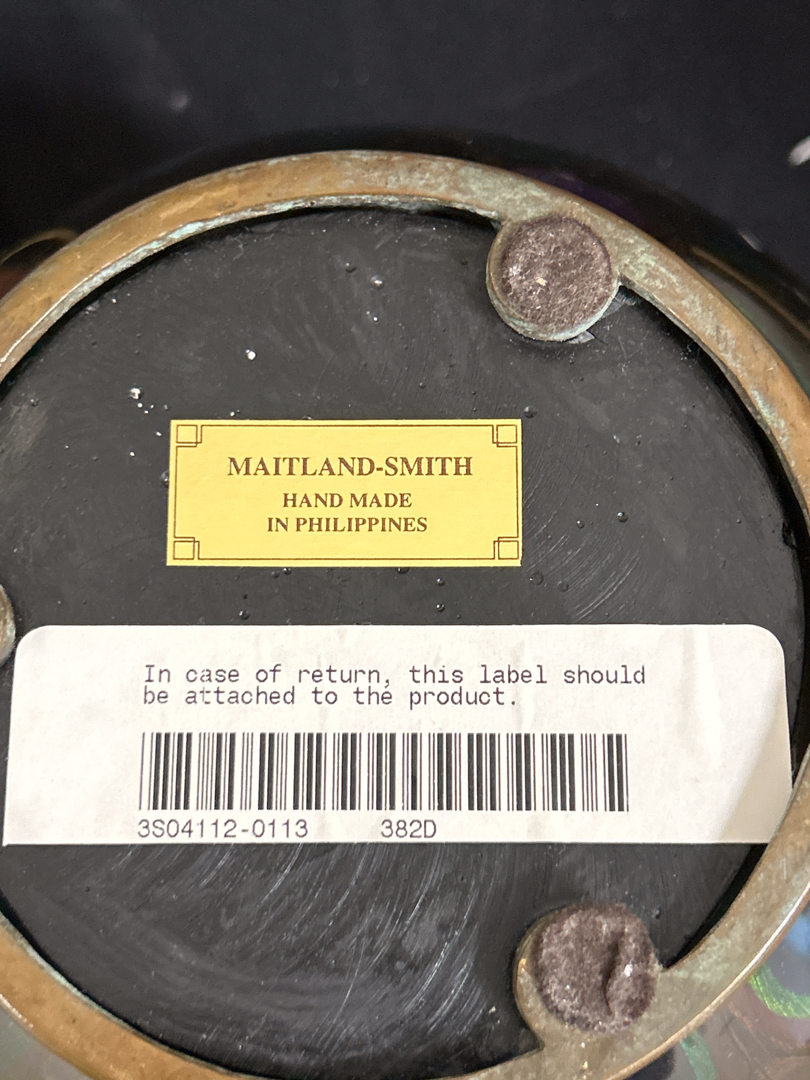 MAITLAND-SMITH
HAND MADE
IN PHILIPPINES
In case of return, this label should
be attached to the product.
3S04112-0113 382D